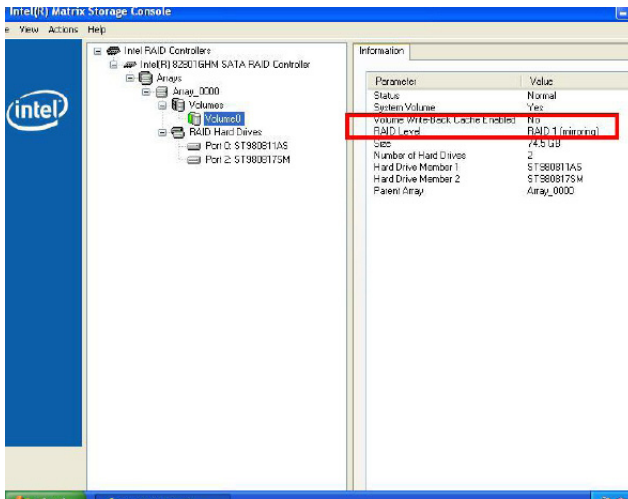 Intel(R) Matrix Storage Console
e View Actions Help
Intel RAID Controllers
Intel(R) 82801GHM SATA RAID Controller
Arrays
Array_0000
Volumes
Volume0
RAID Hard Drives
Port 0: ST980811AS
Port 2: ST980817SM
intel
Information
Parameter Value
Status Normal
System Volume Yes
Volume Write-Back Cache Enabled No
RAID Level RAID 1 (mirroring)
Size 74.5 GB
Number of Hard Drives 2
Hard Drive Member 1 ST980811AS
Hard Drive Member 2 ST980817SM
Parent Array Array_0000